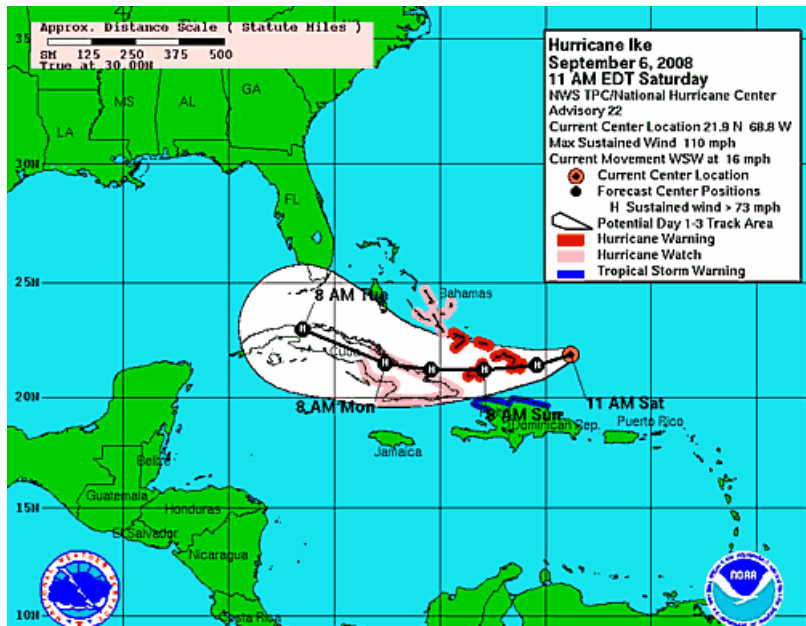 Approx. Distance Scale ( Statute Miles )
SM 125 250 375 500
True at 30.00N
Hurricane Ike
September 6, 2008
11 AM EDT Saturday
NWS TPC/National Hurricane Center
Advisory 22
Current Center Location 21.9 N 68.8 W
Max Sustained Wind 110 mph
Current Movement WSW at 16 mph
Current Center Location
Forecast Center Positions
H Sustained wind > 73 mph
Potential Day 1-3 Track Area
Hurricane Warning
Hurricane Watch
Tropical Storm Warning
MS
AL
GA
LA
30N
FL
25N
8 AM Tue
Bahamas
H
Cuba
H
H
H
H
20N
8 AM Mon
8 AM Sun
11 AM Sat
Dominican Rep.
Puerto Rico
Jamaica
Belize
Guatemala
Honduras
15N
El Salvador
Nicaragua
NOAA
Costa Rica
10N